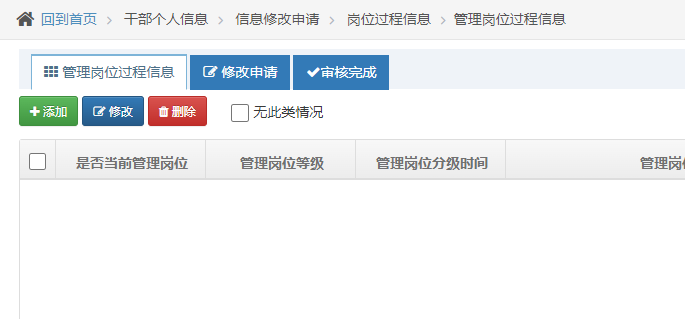 回到首页 干部个人信息 信息修改申请 岗位过程信息 管理岗位过程信息
管理岗位过程信息 修改申请 审核完成
添加 修改 删除 无此类情况
是否当前管理岗位 管理岗位等级 管理岗位分级时间 管理岗